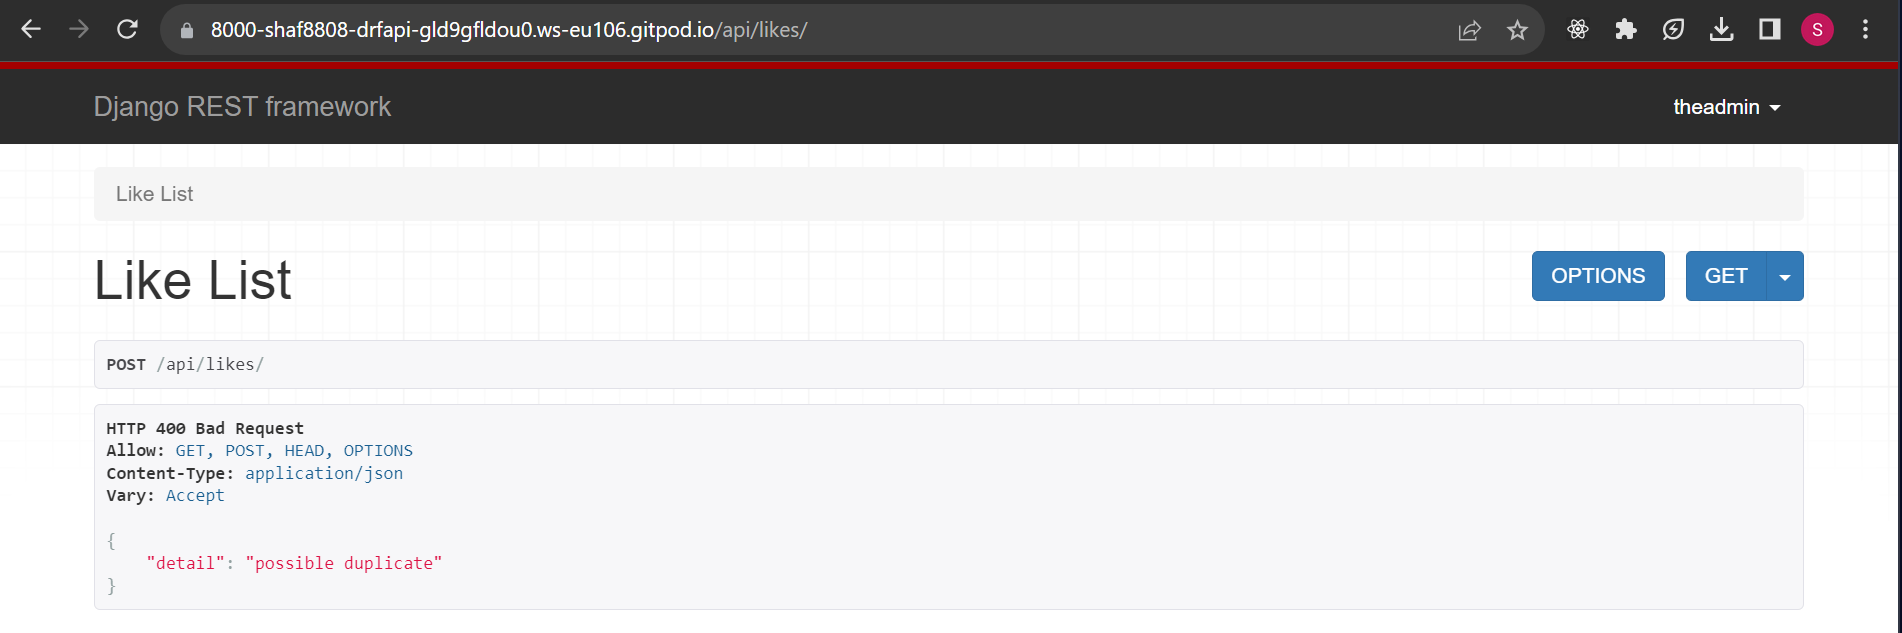 8000-shaf8808-drfapi-gld9gfldou0.ws-eu106.gitpod.io/api/likes/
S
Django REST framework
theadmin
Like List
Like List
OPTIONS
GET
POST /api/likes/
HTTP 400 Bad Request
Allow: GET, POST, HEAD, OPTIONS
Content-Type: application/json
Vary: Accept
{
    "detail": "possible duplicate"
}